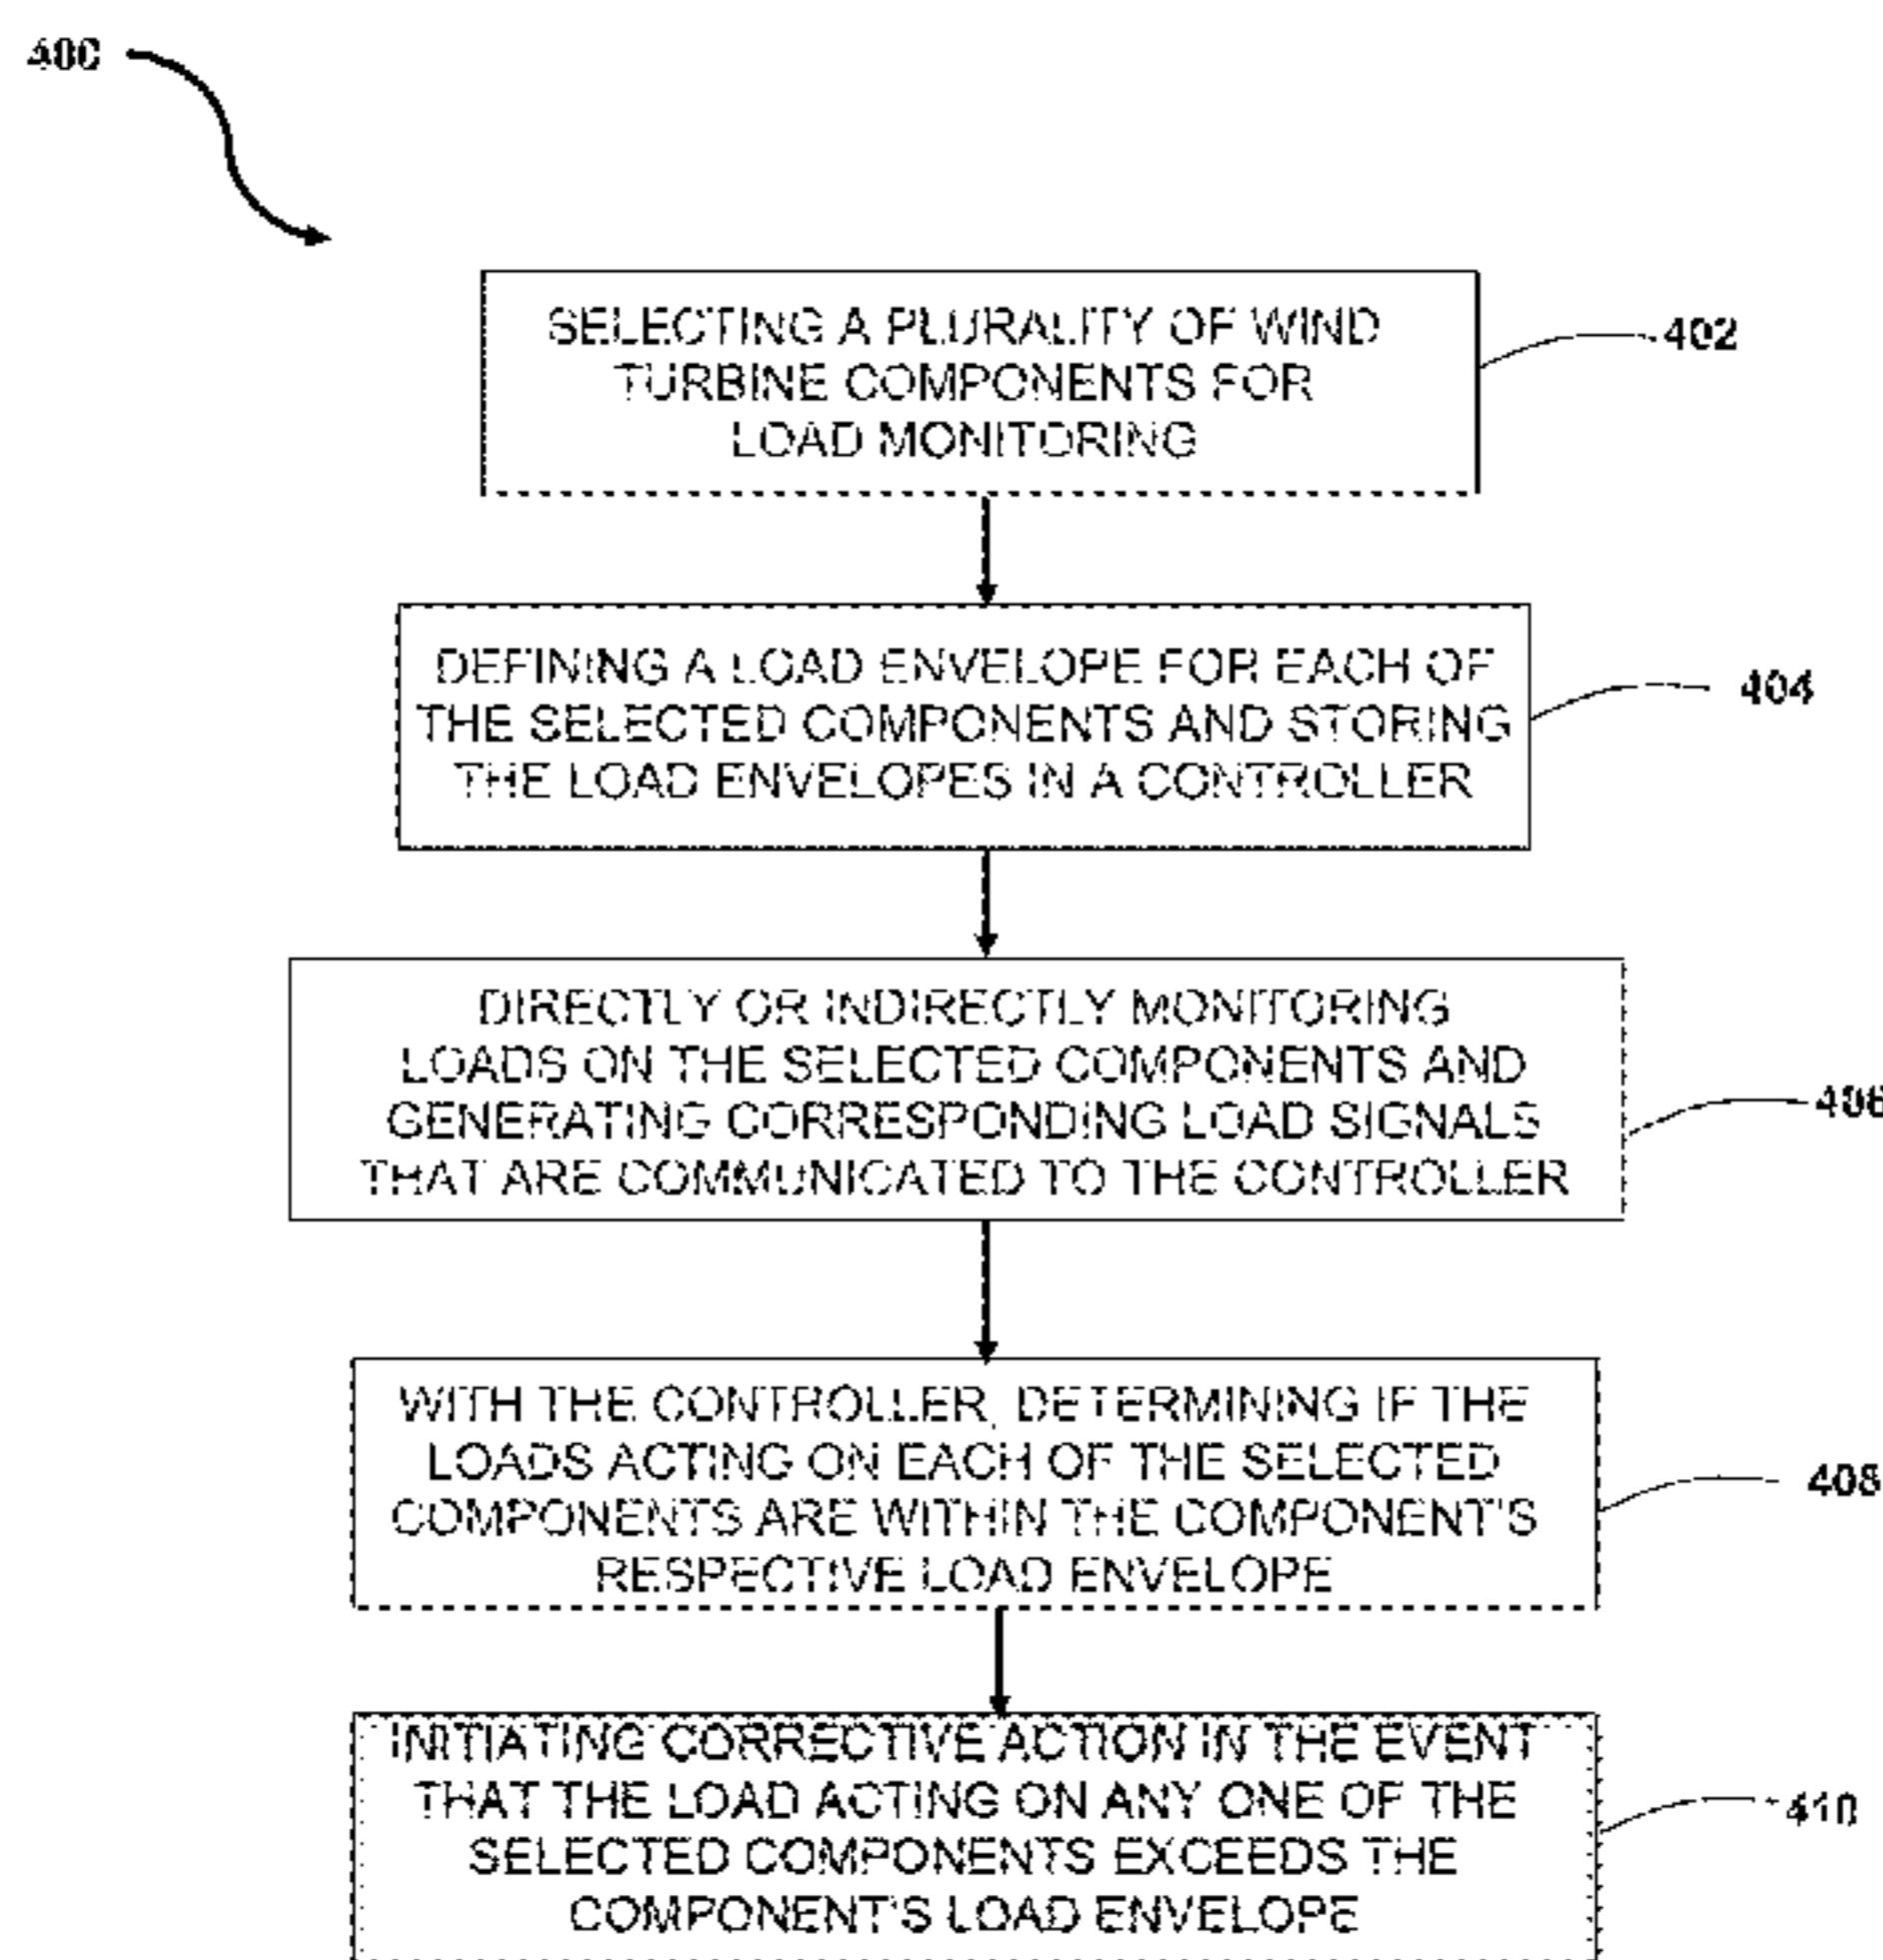 400
SELECTING A PLURALITY OF WIND
TURBINE COMPONENTS FOR
LOAD MONITORING
402
DEFINING A LOAD ENVELOPE FOR EACH OF
THE SELECTED COMPONENTS AND STORING
THE LOAD ENVELOPES IN A CONTROLLER
404
DIRECTLY OR INDIRECTLY MONITORING
LOADS ON THE SELECTED COMPONENTS AND
GENERATING CORRESPONDING LOAD SIGNALS
THAT ARE COMMUNICATED TO THE CONTROLLER
406
WITH THE CONTROLLER, DETERMINING IF THE
LOADS ACTING ON EACH OF THE SELECTED
COMPONENTS ARE WITHIN THE COMPONENT'S
RESPECTIVE LOAD ENVELOPE
408
INITIATING CORRECTIVE ACTION IN THE EVENT
THAT THE LOAD ACTING ON ANY ONE OF THE
SELECTED COMPONENTS EXCEEDS THE
COMPONENT'S LOAD ENVELOPE
410